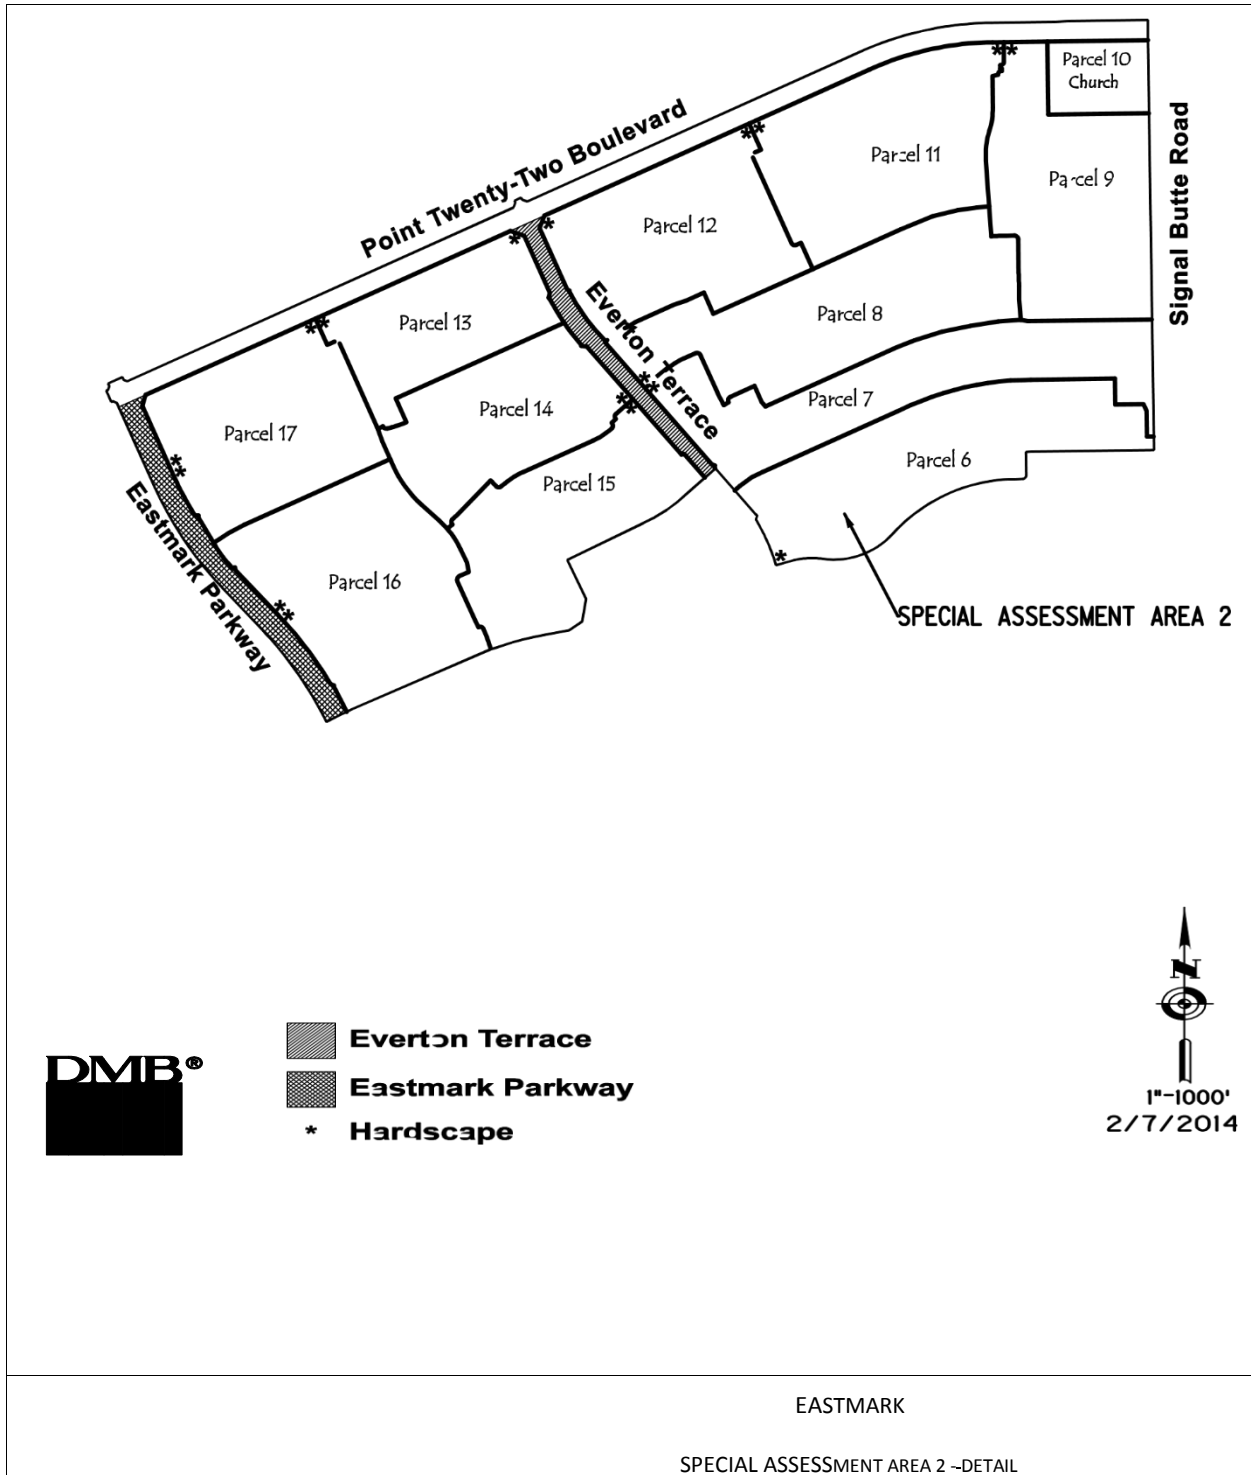 Parcel 10
Church
Point Twenty-Two Boulevard
Signal Butte Road
Parcel 11
Parcel 9
Parcel 12
Everton Terrace
Parcel 13
Parcel 8
Parcel 14
Parcel 7
Parcel 17
Parcel 6
Parcel 15
Eastmark Parkway
Parcel 16
SPECIAL ASSESSMENT AREA 2
N
DMB®
Everton Terrace
Eastmark Parkway
* Hardscape
1"-1000'
2/7/2014
EASTMARK
SPECIAL ASSESSMENT AREA 2 --DETAIL